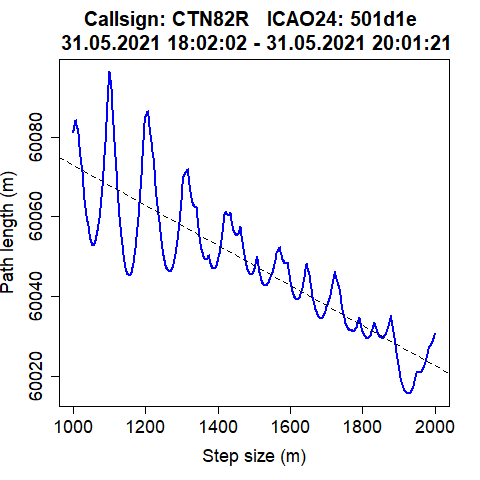 Callsign: CTN82R   ICAO24: 501d1e
31.05.2021 18:02:02 - 31.05.2021 20:01:21
Path length (m)
60080
60060
60040
60020
1000 1200 1400 1600 1800 2000
Step size (m)